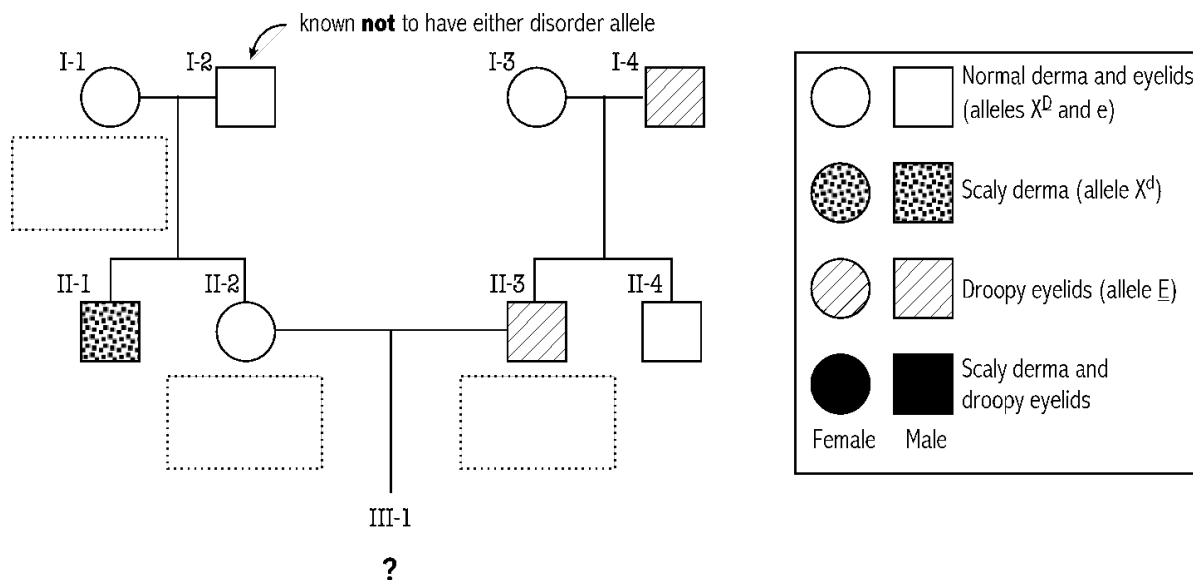 known not to have either disorder allele
I-1
I-2
I-3
I-4
II-1
II-2
II-3
II-4
III-1
?
Normal derma and eyelids
(alleles X^D and e)
Scaly derma (allele X^d)
Droopy eyelids (allele E)
Scaly derma and
droopy eyelids
Female Male